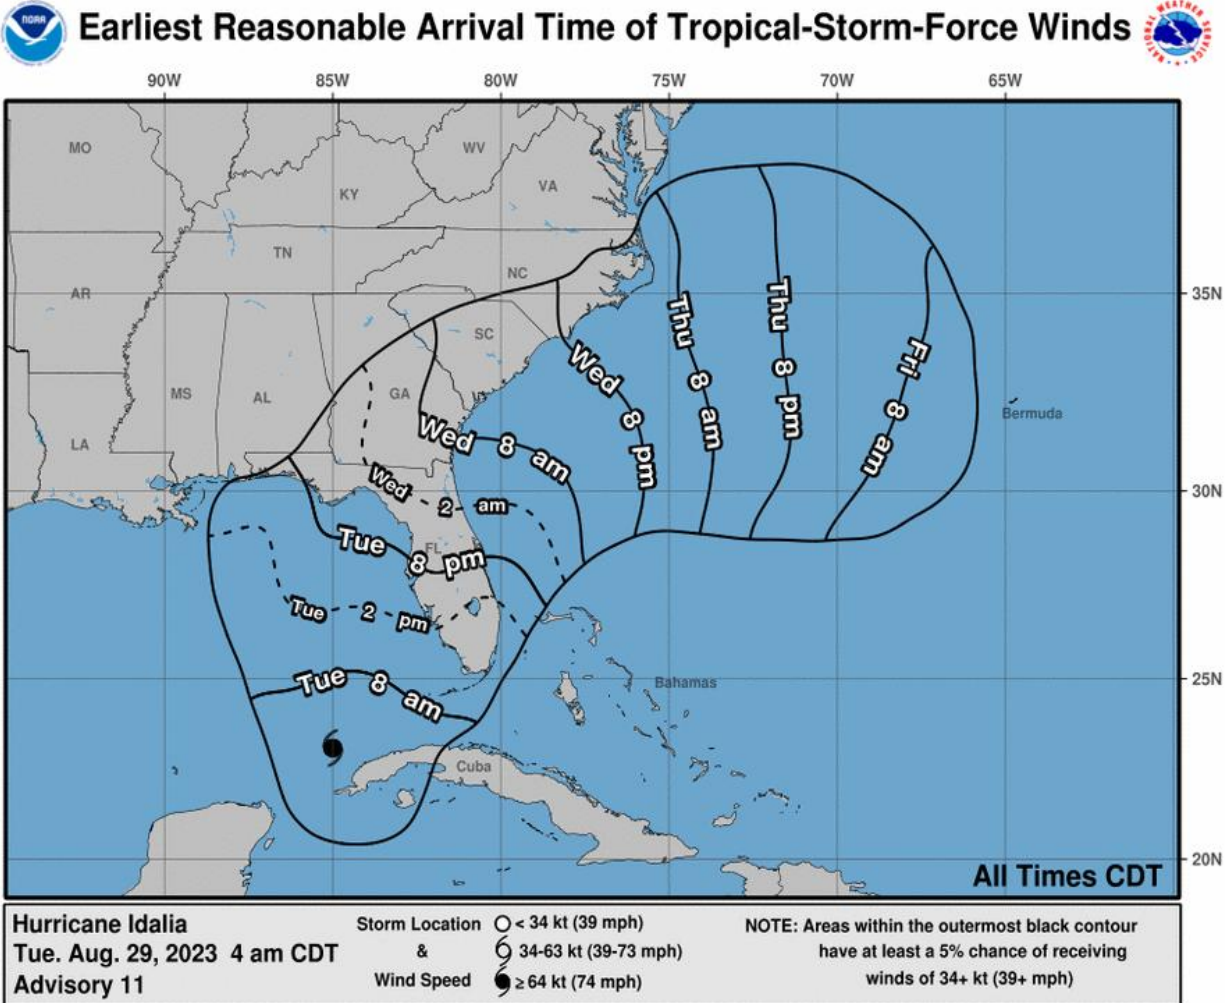 NOAA
Earliest Reasonable Arrival Time of Tropical-Storm-Force Winds
NATIONAL WEATHER SERVICE
90W 85W 80W 75W 70W 65W
MO
WV
VA
KY
TN
NC
AR
35N
SC
MS
AL
GA
LA
Bermuda
30N
FL
25N
Bahamas
Cuba
20N
Thu 8 am
Thu 8 pm
Fri 8 am
Wed 8 pm
Wed 8 am
Wed 2 am
Tue 8 pm
Tue 2 pm
Tue 8 am
All Times CDT
Hurricane Idalia
Tue. Aug. 29, 2023 4 am CDT
Advisory 11
Storm Location
&
Wind Speed
< 34 kt (39 mph)
34-63 kt (39-73 mph)
≥ 64 kt (74 mph)
NOTE: Areas within the outermost black contour
have at least a 5% chance of receiving
winds of 34+ kt (39+ mph)